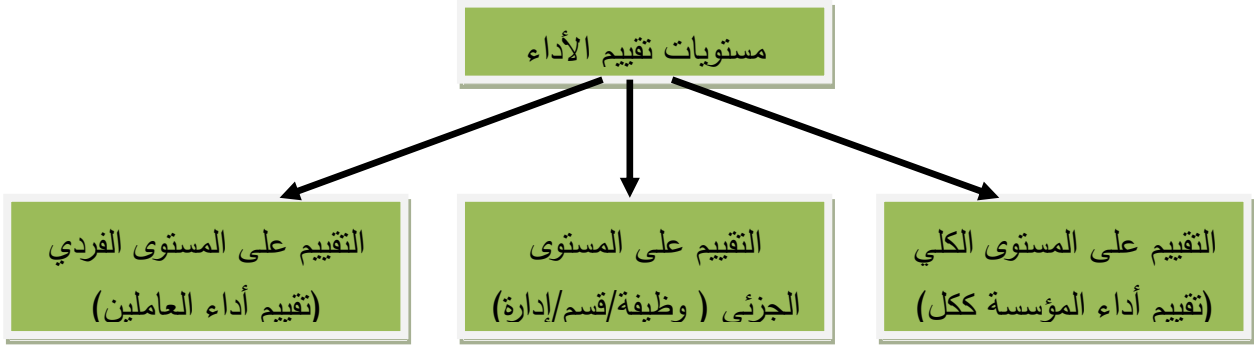 مستويات تقييم الأداء
التقييم على المستوى الكلي
(تقييم أداء المؤسسة ككل)
التقييم على المستوى
الجزئي ( وظيفة/قسم/إدارة)
التقييم على المستوى الفردي
(تقييم أداء العاملين)